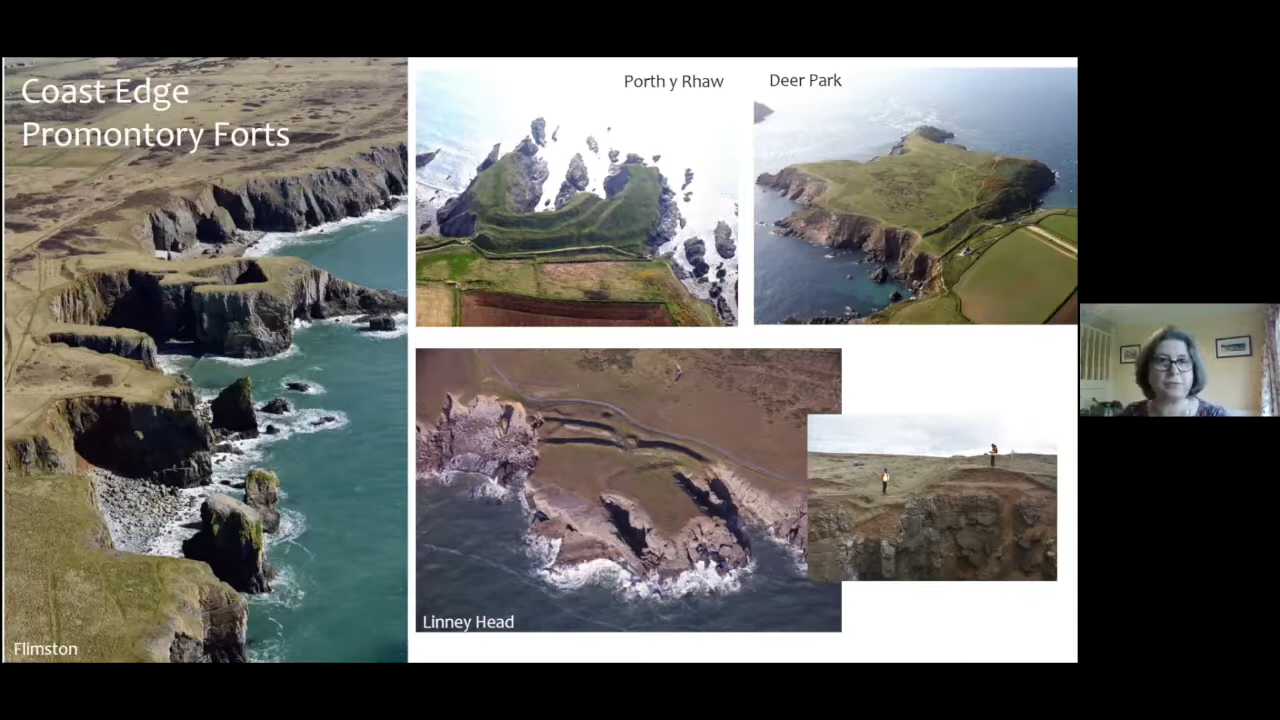 Coast Edge
Promontory Forts
Porth y Rhaw
Deer Park
Linney Head
Flimston